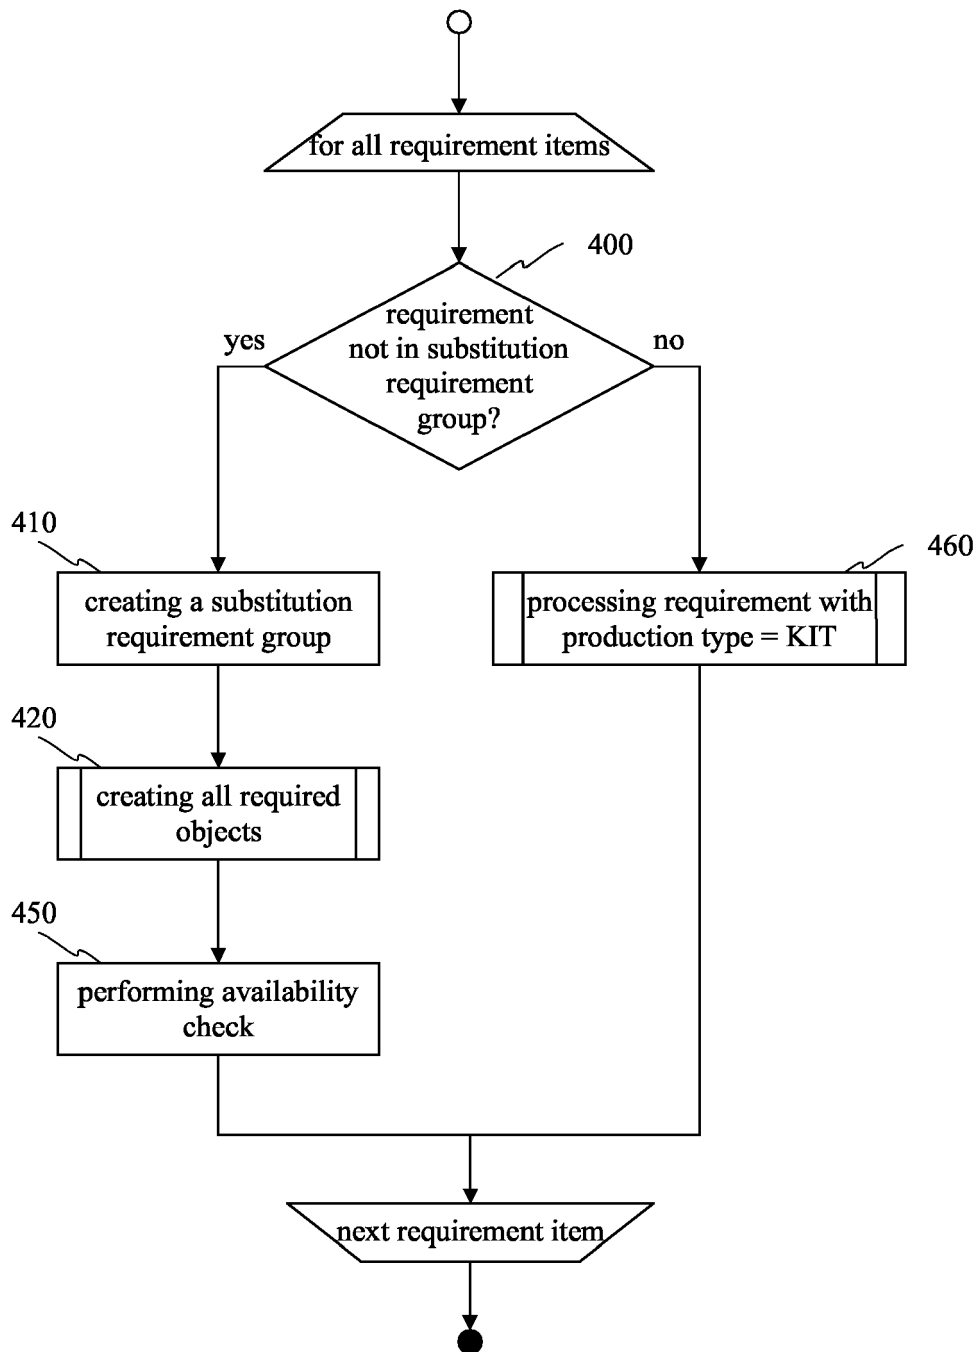 for all requirement items
400
requirement
not in substitution
requirement
group?
yes
no
410
creating a substitution
requirement group
460
processing requirement with
production type = KIT
420
creating all required
objects
450
performing availability
check
next requirement item